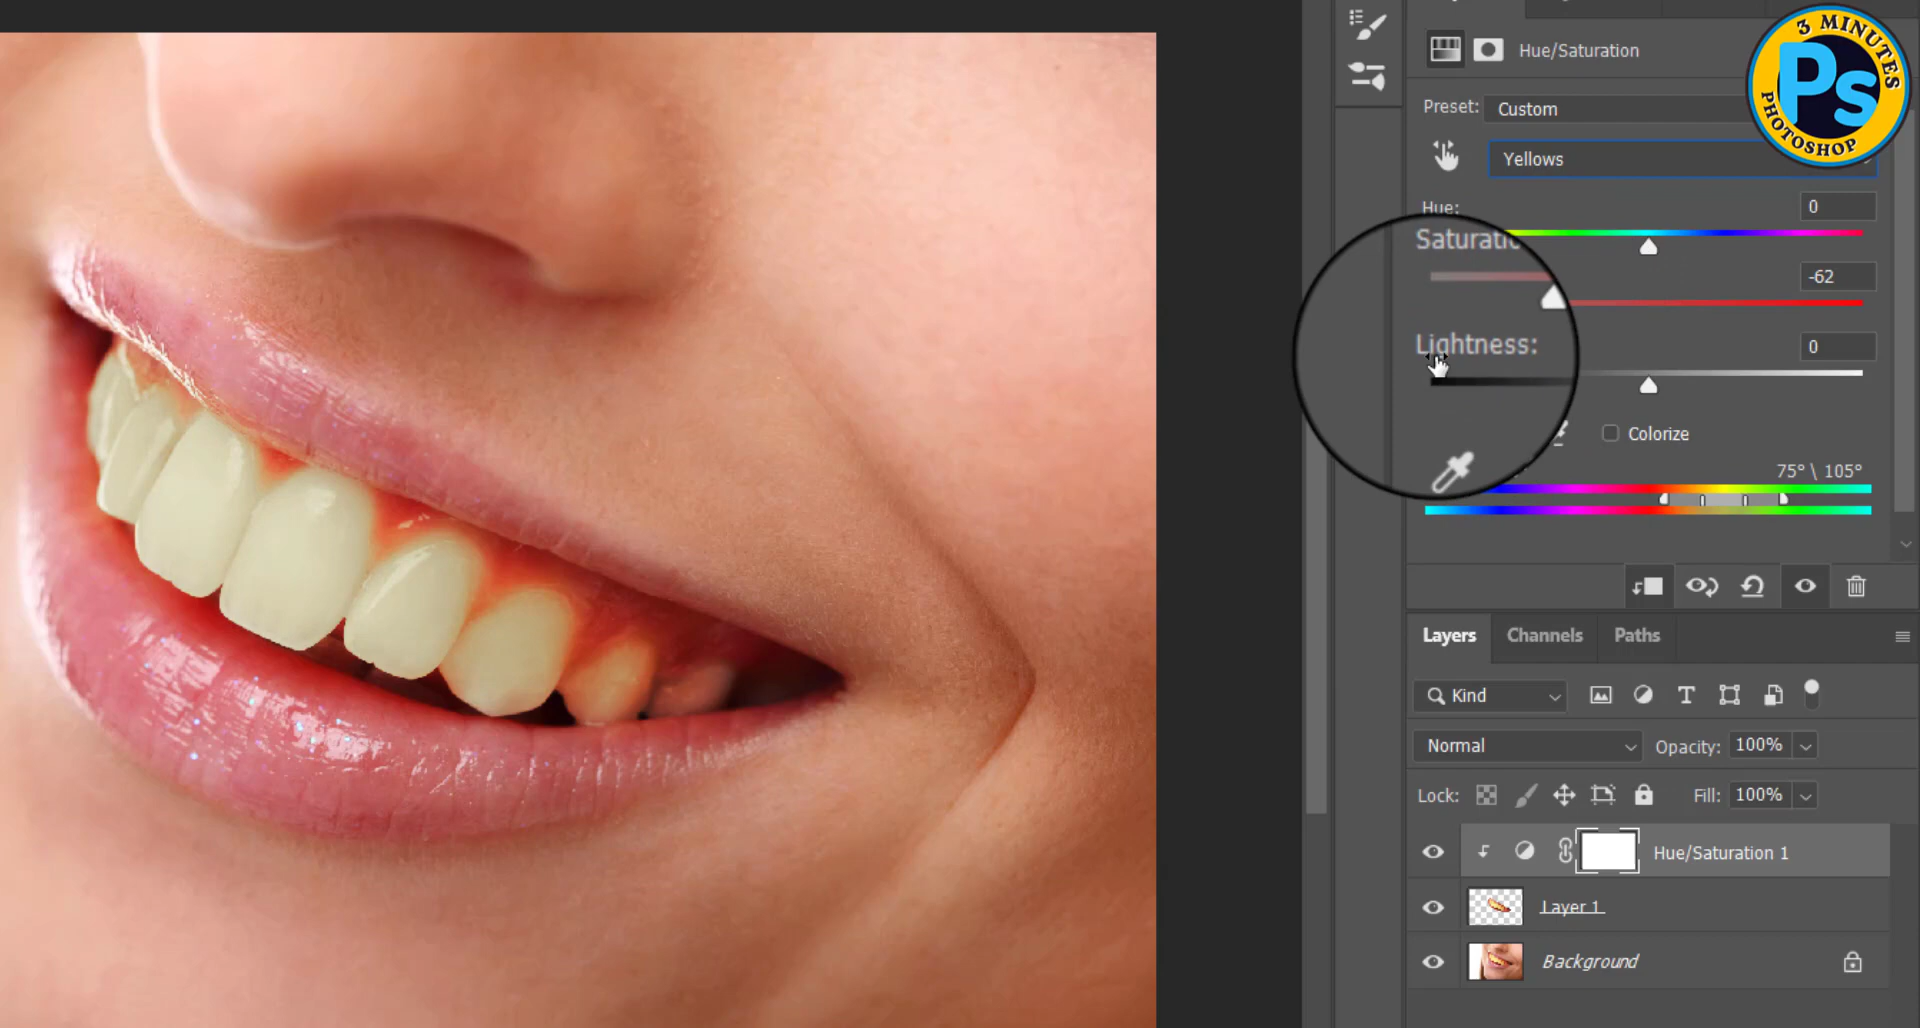 3 MINUTES
Ps
PHOTOSHOP
Hue/Saturation
Preset: Custom
Yellows
Hue: 0
Saturatio
-62
Lightness: 0
Colorize
75° \ 105°
Layers Channels Paths
Kind
Normal Opacity: 100%
Lock: Fill: 100%
Hue/Saturation 1
Layer 1
Background